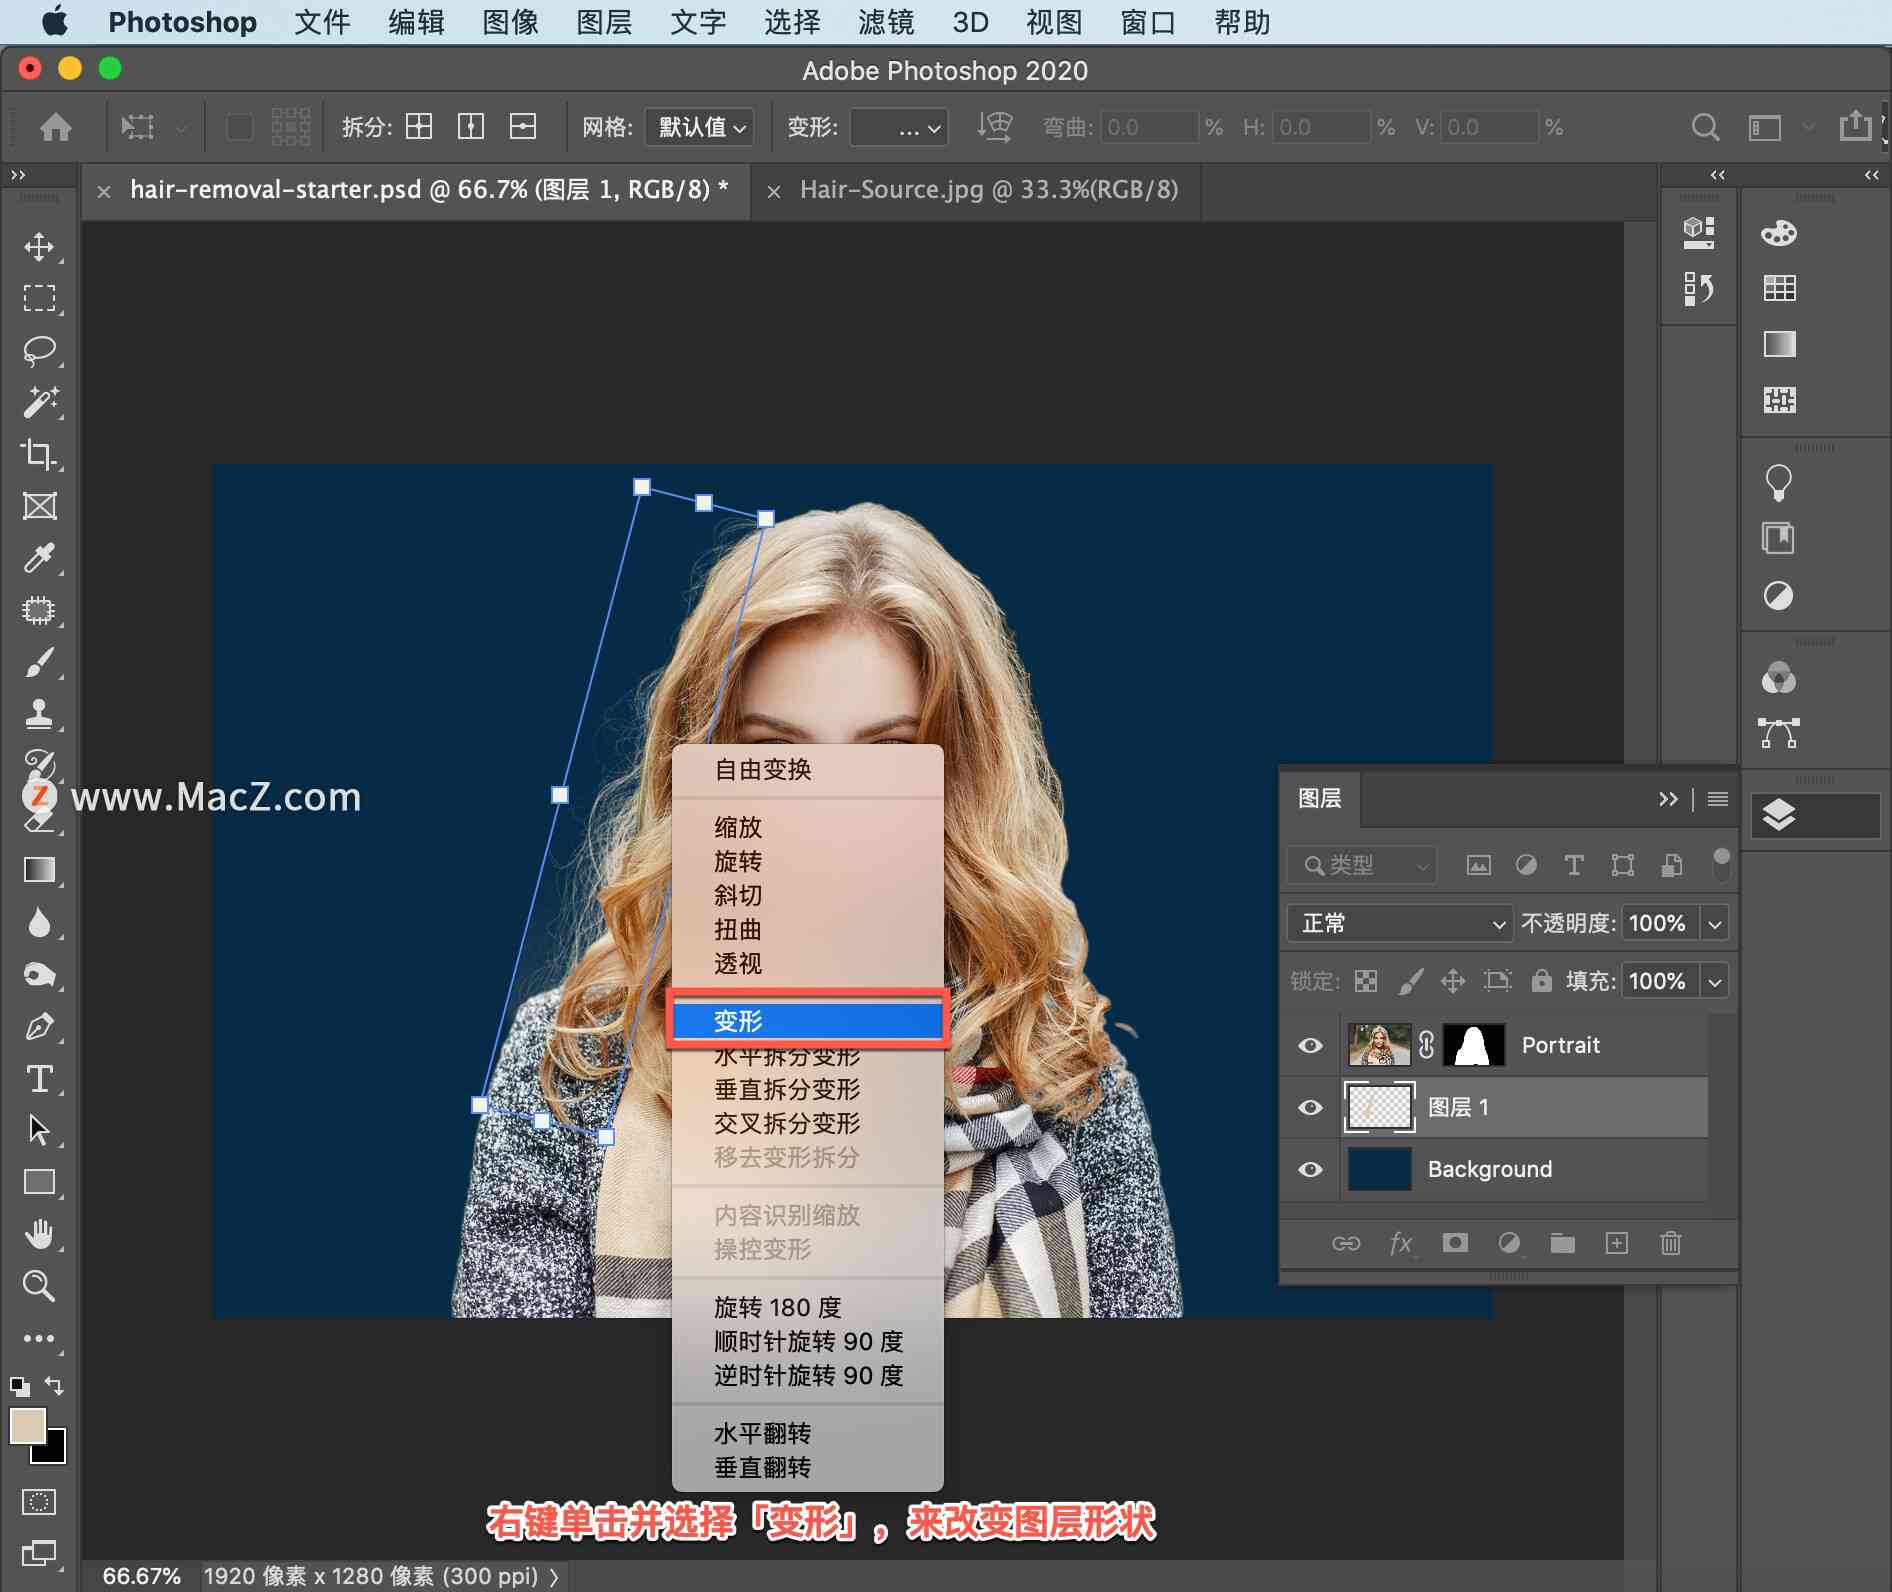 Photoshop 文件 编辑 图像 图层 文字 选择 滤镜 3D 视图 窗口 帮助
Adobe Photoshop 2020
拆分: 网格: 默认值 变形: ... 弯曲: 0.0 % H: 0.0 % V: 0.0 %
hair-removal-starter.psd @ 66.7% (图层 1, RGB/8) * Hair-Source.jpg @ 33.3%(RGB/8)
Z www.MacZ.com
自由变换
缩放
旋转
斜切
扭曲
透视
变形
水平拆分变形
垂直拆分变形
交叉拆分变形
移去变形拆分
内容识别缩放
操控变形
旋转 180 度
顺时针旋转 90 度
逆时针旋转 90 度
水平翻转
垂直翻转
图层
类型
正常 不透明度: 100%
锁定: 填充: 100%
Portrait
图层 1
Background
fx
右键单击并选择「变形」，来改变图层形状
66.67% 1920 像素 x 1280 像素 (300 ppi)